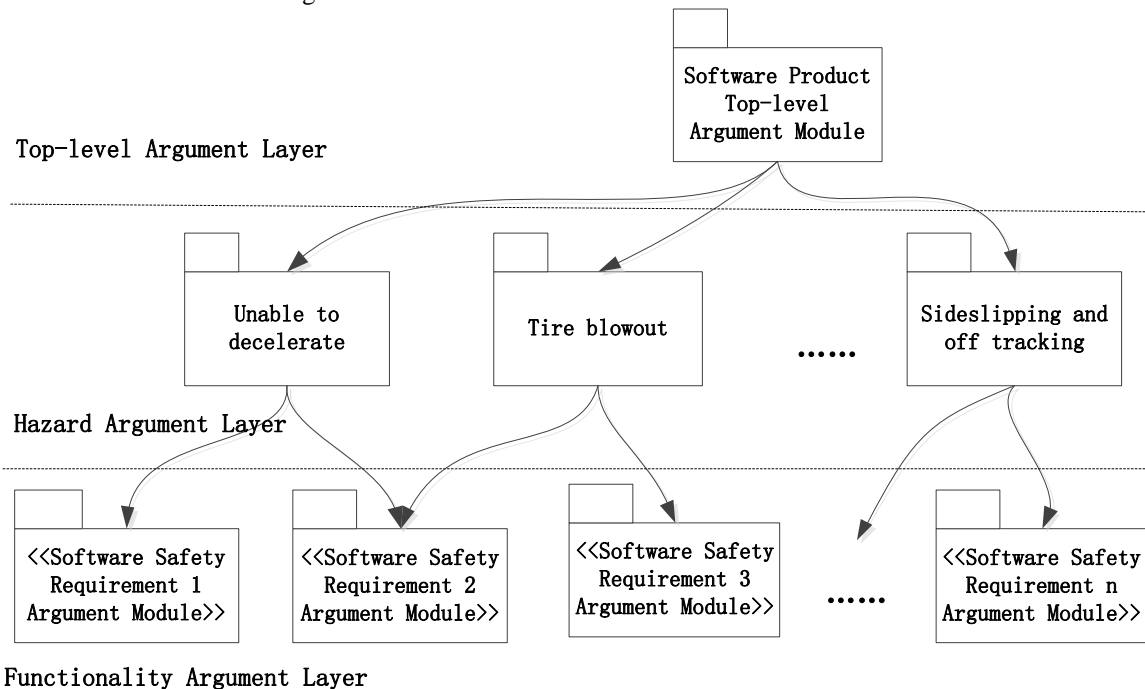 Software Product
Top-level
Argument Module
Top-level Argument Layer
Unable to
decelerate
Tire blowout
……
Sideslipping and
off tracking
Hazard Argument Layer
<<Software Safety
Requirement 1
Argument Module>>
<<Software Safety
Requirement 2
Argument Module>>
<<Software Safety
Requirement 3
Argument Module>>
……
<<Software Safety
Requirement n
Argument Module>>
Functionality Argument Layer